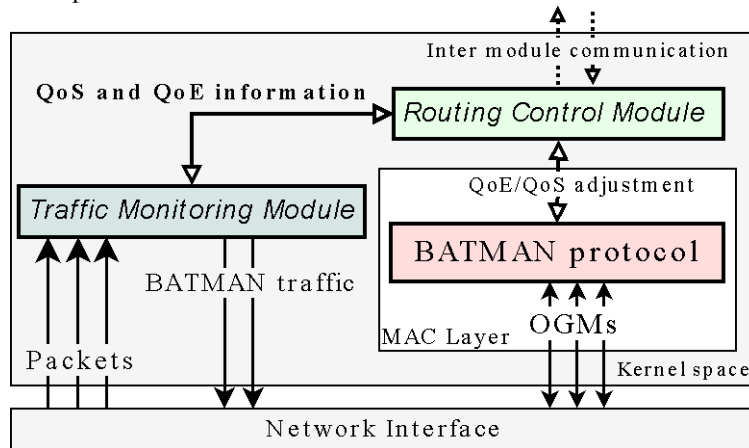 Inter module communication
QoS and QoE information
Routing Control Module
QoE/QoS adjustment
Traffic Monitoring Module
BATMAN protocol
BATMAN traffic
OGMs
MAC Layer
Packets
Kernel space
Network Interface